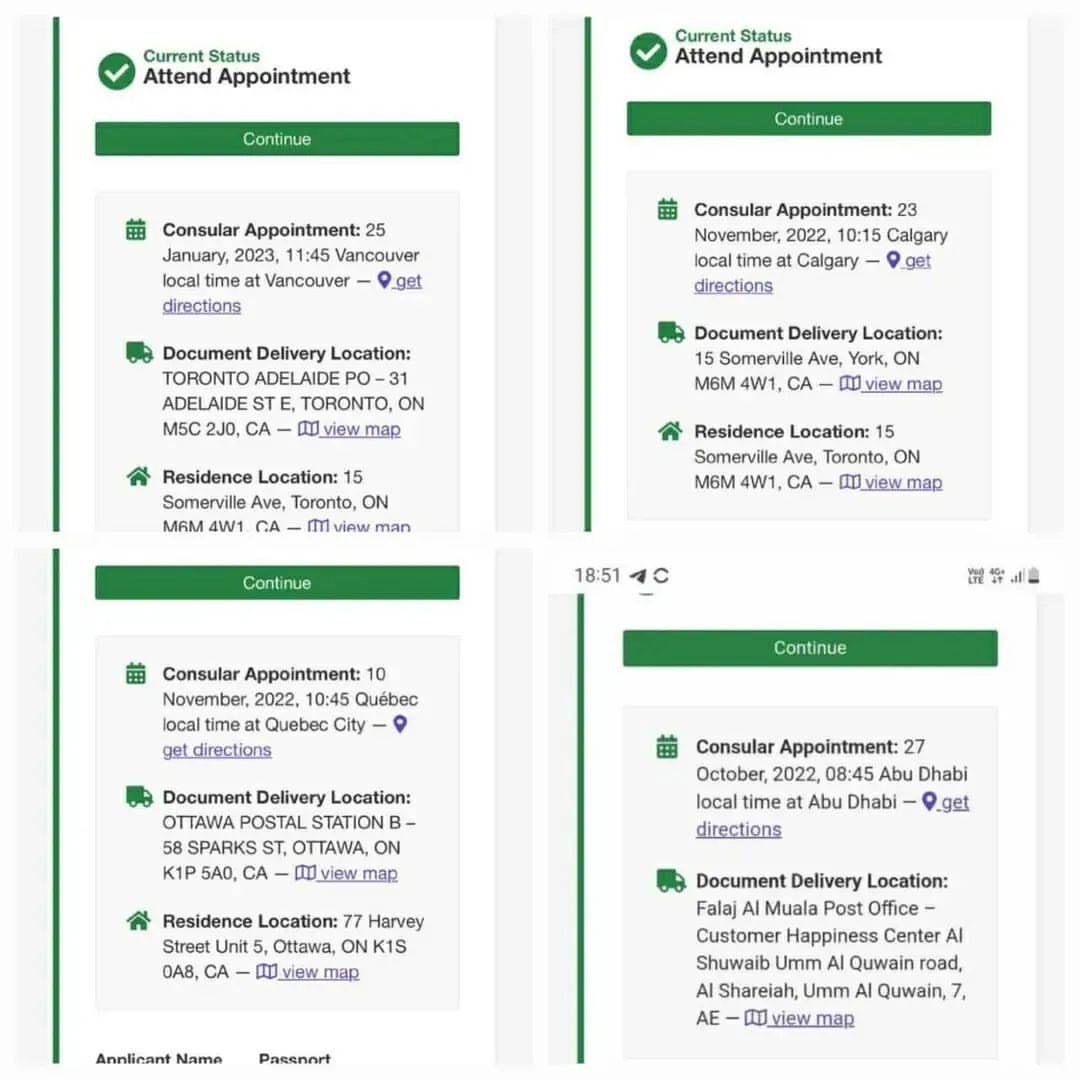 Current Status
Attend Appointment
Continue
Consular Appointment: 25
January, 2023, 11:45 Vancouver
local time at Vancouver – get
directions
Document Delivery Location:
TORONTO ADELAIDE PO – 31
ADELAIDE ST E, TORONTO, ON
M5C 2J0, CA – view map
Residence Location: 15
Somerville Ave, Toronto, ON
M6M 4W1, CA – view map
Current Status
Attend Appointment
Continue
Consular Appointment: 23
November, 2022, 10:15 Calgary
local time at Calgary – get
directions
Document Delivery Location:
15 Somerville Ave, York, ON
M6M 4W1, CA – view map
Residence Location: 15
Somerville Ave, Toronto, ON
M6M 4W1, CA – view map
Continue
Consular Appointment: 10
November, 2022, 10:45 Québec
local time at Quebec City –
get directions
Document Delivery Location:
OTTAWA POSTAL STATION B –
58 SPARKS ST, OTTAWA, ON
K1P 5A0, CA – view map
Residence Location: 77 Harvey
Street Unit 5, Ottawa, ON K1S
0A8, CA – view map
Applicant Name Passport
18:51 Vo)) LTE 4G+
Continue
Consular Appointment: 27
October, 2022, 08:45 Abu Dhabi
local time at Abu Dhabi – get
directions
Document Delivery Location:
Falaj Al Muala Post Office –
Customer Happiness Center Al
Shuwaib Umm Al Quwain road,
Al Shareiah, Umm Al Quwain, 7,
AE – view map